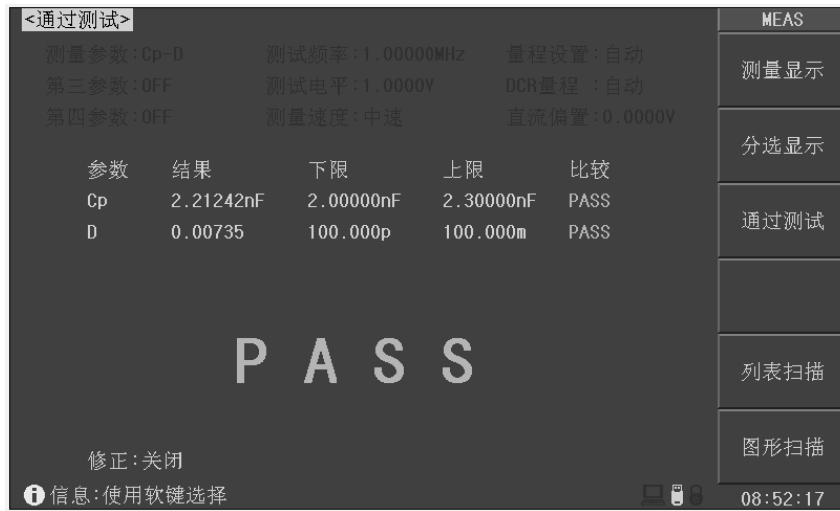 <通过测试>
MEAS
测量参数:Cp-D 测试频率:1.00000MHz 量程设置:自动
第三参数:OFF 测试电平:1.0000V DCR量程 :自动
第四参数:OFF 测量速度:中速 直流偏置:0.0000V
测量显示
分选显示
通过测试
列表扫描
图形扫描
参数 结果 下限 上限 比较
Cp 2.21242nF 2.00000nF 2.30000nF PASS
D 0.00735 100.000p 100.000m PASS
PASS
修正:关闭
信息:使用软键选择
08:52:17